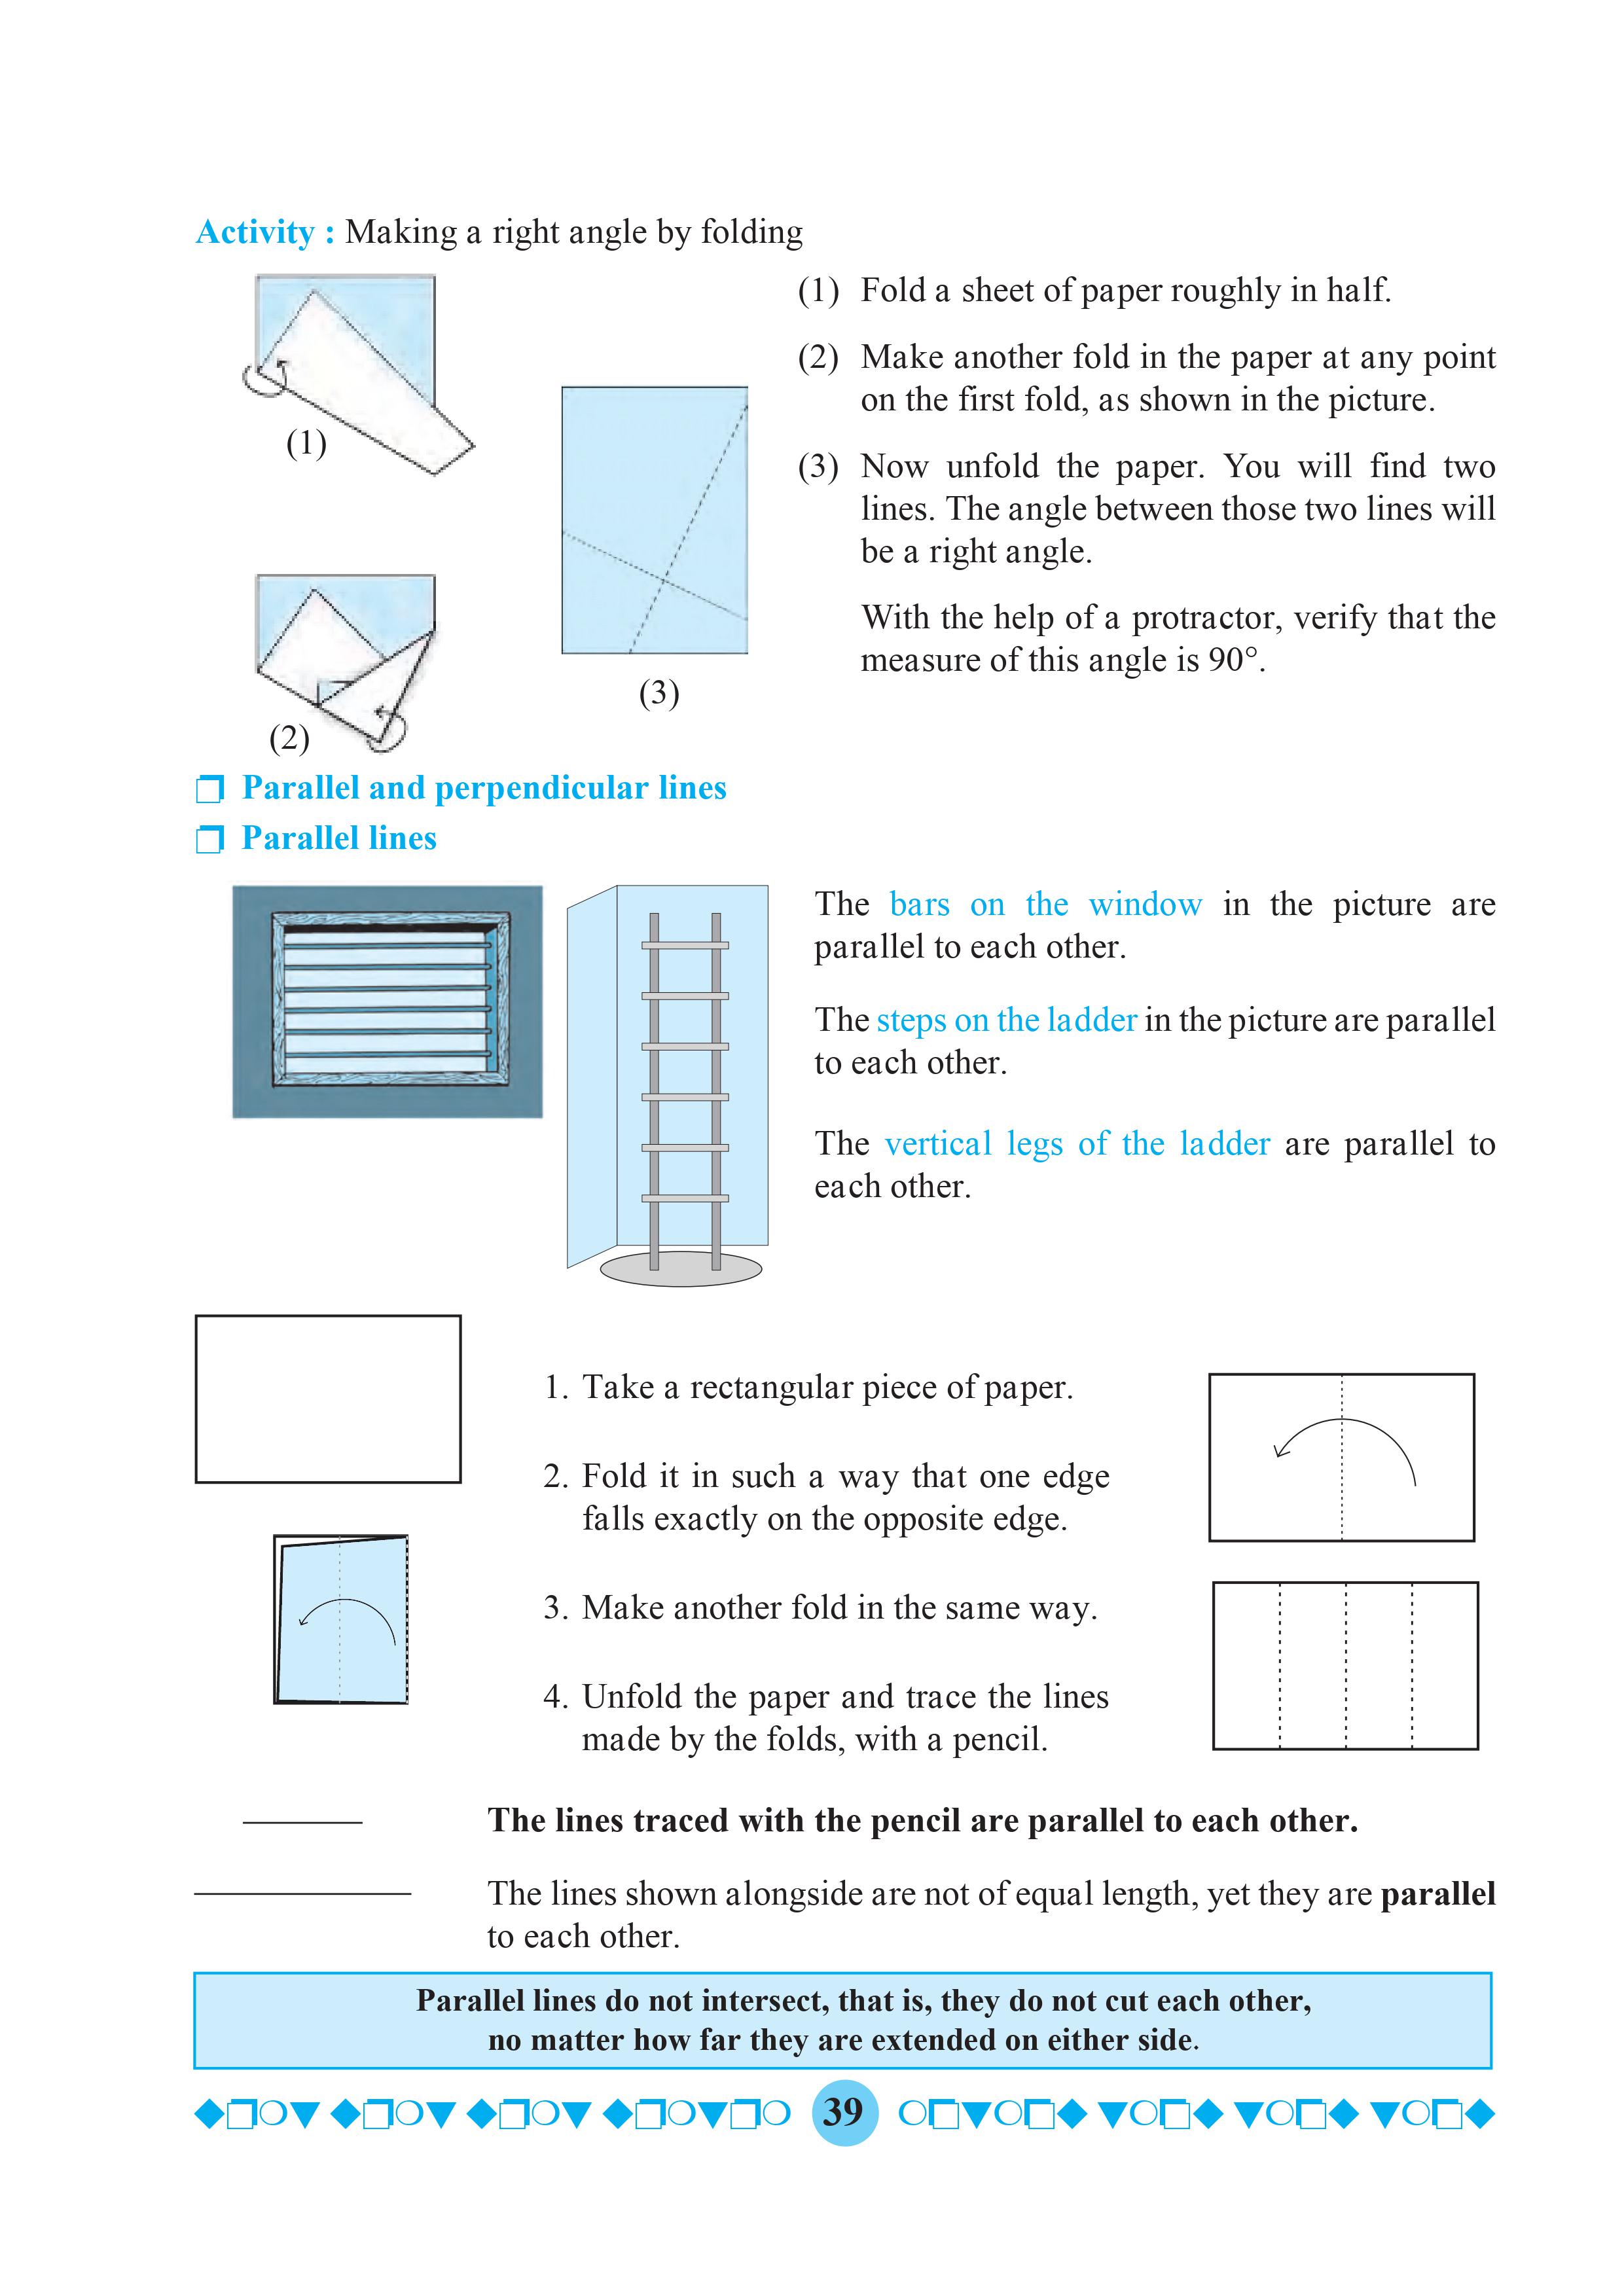 Activity : Making a right angle by folding
(1) Fold a sheet of paper roughly in half.
(2) Make another fold in the paper at any point
on the first fold, as shown in the picture.
(3) Now unfold the paper. You will find two
lines. The angle between those two lines will
be a right angle.
With the help of a protractor, verify that the
measure of this angle is 90°.
(1)
(2)
(3)
Parallel and perpendicular lines
Parallel lines
The bars on the window in the picture are
parallel to each other.
The steps on the ladder in the picture are parallel
to each other.
The vertical legs of the ladder are parallel to
each other.
1. Take a rectangular piece of paper.
2. Fold it in such a way that one edge
falls exactly on the opposite edge.
3. Make another fold in the same way.
4. Unfold the paper and trace the lines
made by the folds, with a pencil.
The lines traced with the pencil are parallel to each other.
The lines shown alongside are not of equal length, yet they are parallel
to each other.
Parallel lines do not intersect, that is, they do not cut each other,
no matter how far they are extended on either side.
39